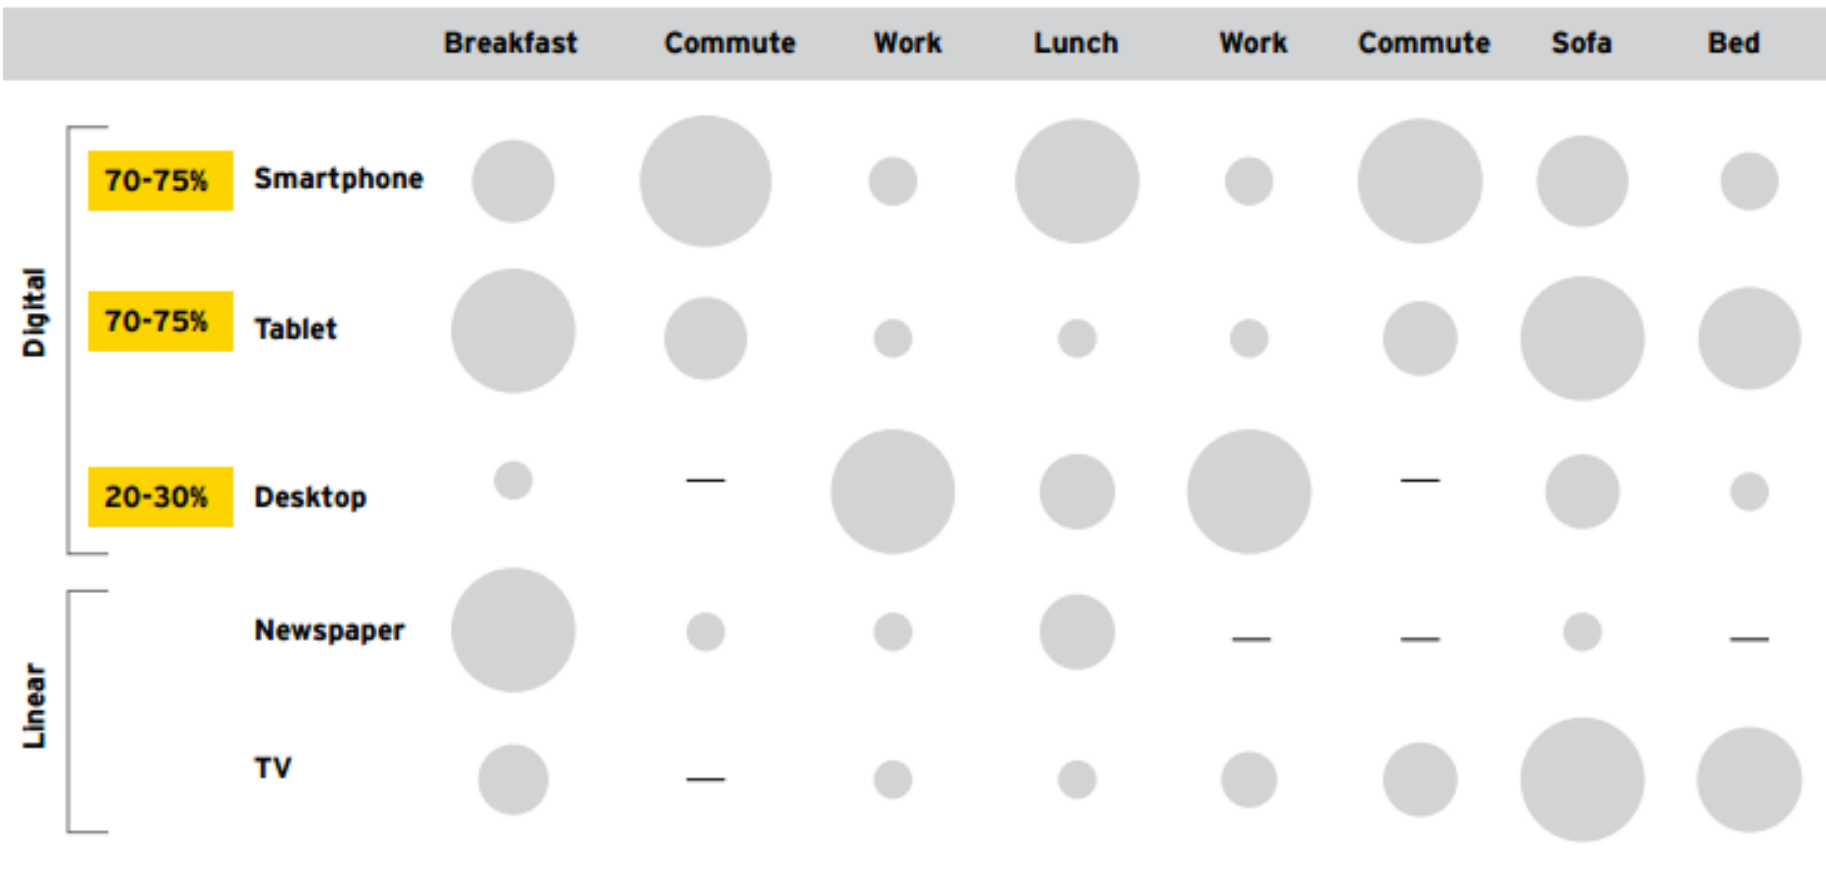 Breakfast Commute Work Lunch Work Commute Sofa Bed
Digital
70-75% Smartphone
70-75% Tablet
20-30% Desktop — —
Linear
Newspaper — — —
TV —